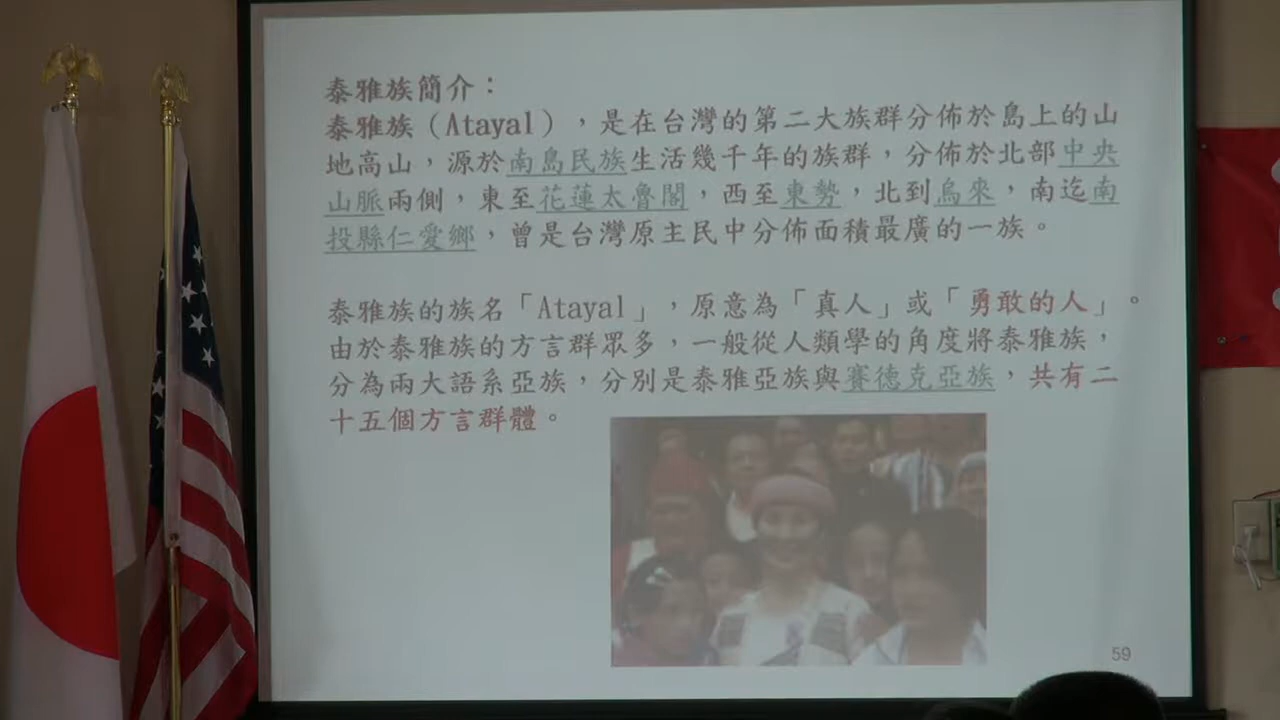 泰雅族簡介：
泰雅族（Atayal），是在台灣的第二大族群分佈於島上的山
地高山，源於南島民族生活幾千年的族群，分佈於北部中央
山脈兩側，東至花蓮太魯閣，西至東勢，北到烏來，南迄南
投縣仁愛鄉，曾是台灣原主民中分佈面積最廣的一族。
泰雅族的族名「Atayal」，原意為「真人」或「勇敢的人」。
由於泰雅族的方言群眾多，一般從人類學的角度將泰雅族，
分為兩大語系亞族，分別是泰雅亞族與賽德克亞族，共有二
十五個方言群體。
59